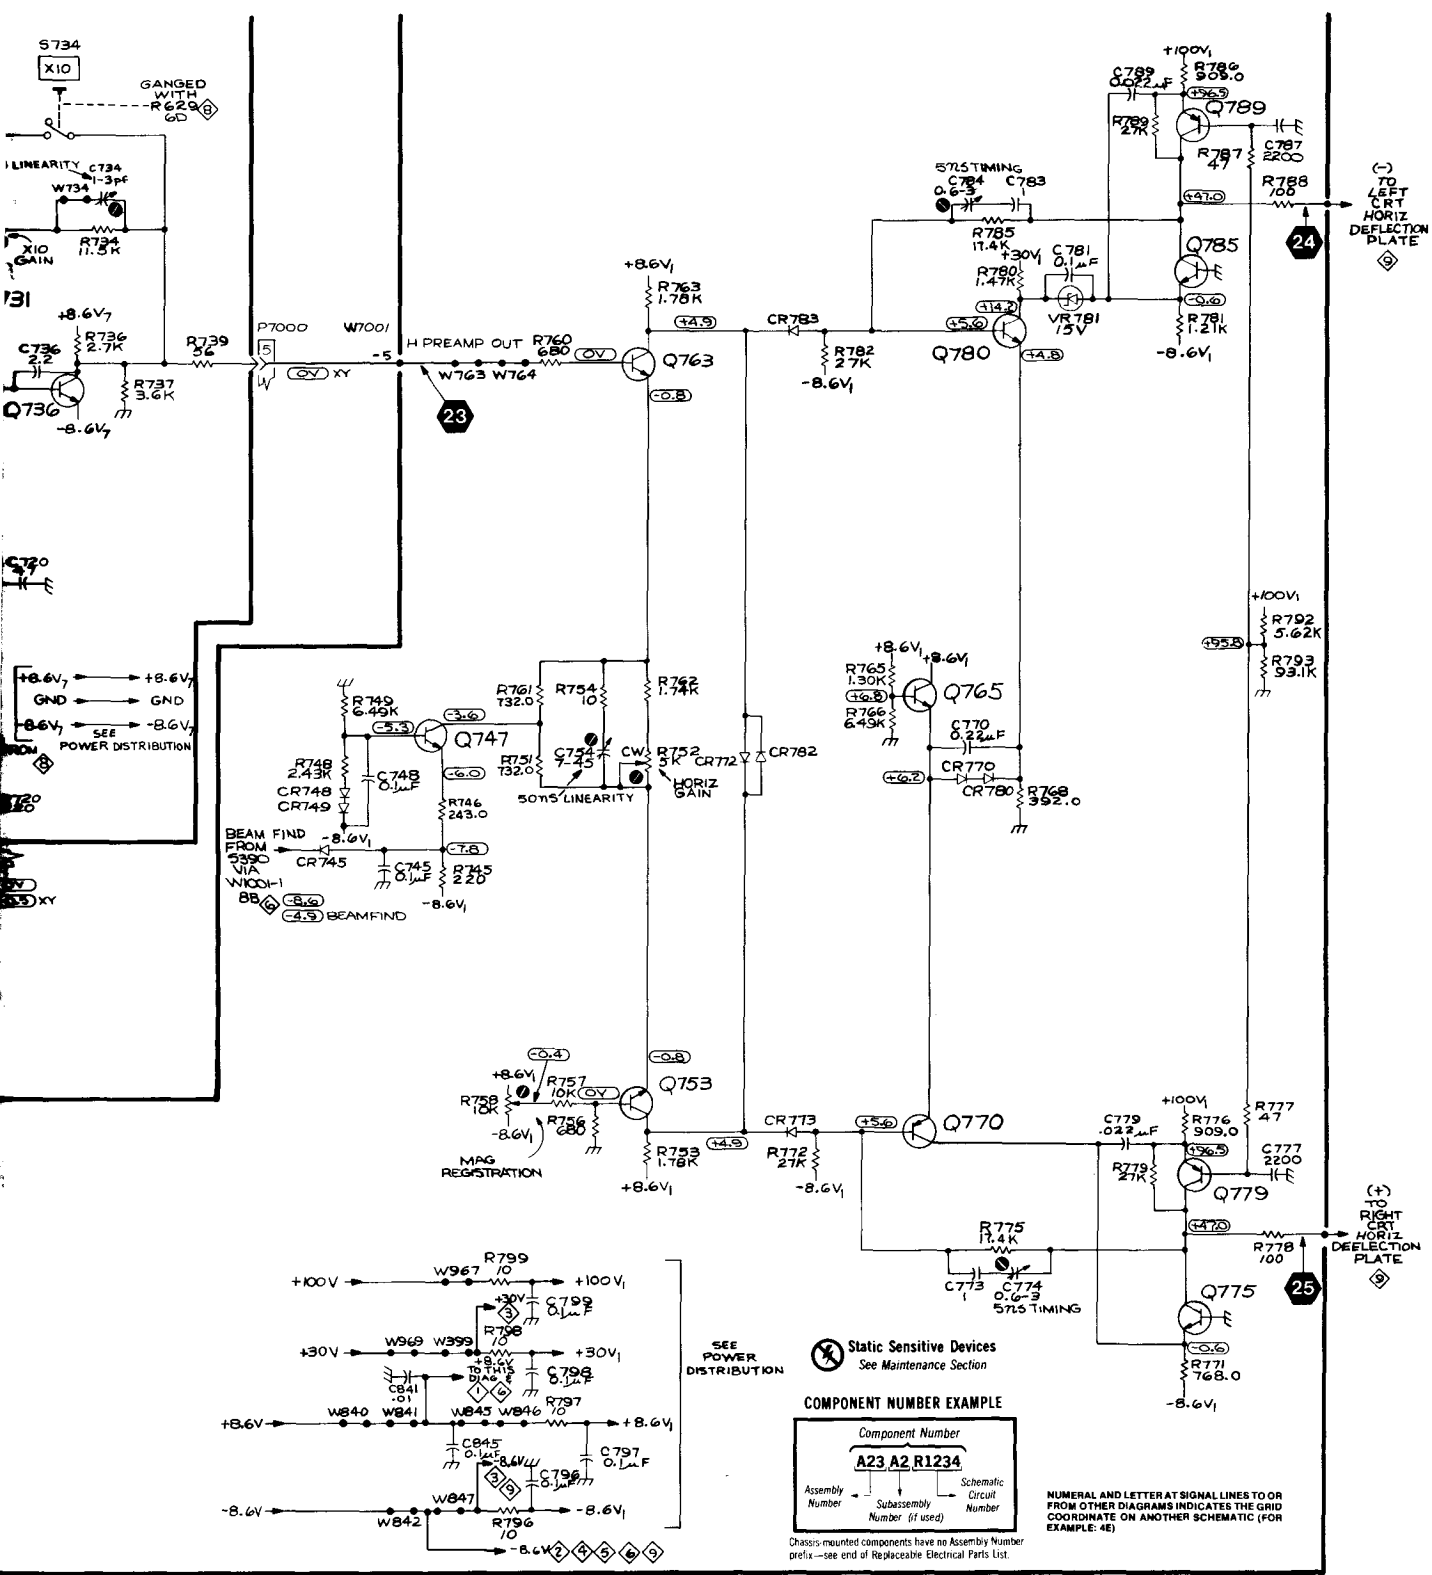 S734
X10
GANGED
WITH
R629 8
6D
LINEARITY
C734
1-3pf
W734
R734
11.5K
X10
GAIN
731
+8.6V7
R736
2.7K
C736
2.2
Q736
-8.6V7
R737
3.6K
R739
56
P7000
5
W
W7001
-5
0V XY
H PREAMP OUT
23
W763 W764
R760
680
0V
+8.6V1
R763
1.78K
+4.9
Q763
-0.8
CR783
R782
27K
-8.6V1
+5.6
Q780
+4.8
+14.2
R780
1.47K
+30V1
C781
0.1µF
VR781
15V
5nS TIMING
C784
0.6-3
C783
1
R785
17.4K
+100V1
R786
909.0
C789
0.022µF
+96.5
Q789
R789
27K
R787
47
C787
2200
R788
100
+47.0
24
(-)
TO
LEFT
CRT
HORIZ
DEFLECTION
PLATE
9
Q785
-0.6
R781
1.21K
-8.6V1
C720
47
+8.6V7 +8.6V7
GND GND
-8.6V7 -8.6V7
SEE
POWER DISTRIBUTION
FROM
8
XY
R749
6.49K
-5.3
Q747
-3.6
R748
2.43K
CR748
CR749
C748
0.1µF
-8.6V1
-6.0
R746
243.0
-7.8
R745
220
-8.6V1
C745
0.1µF
CR745
BEAM FIND
FROM
S390
VIA
W1001-1
8B 6
-8.6
-4.9 BEAMFIND
R761
732.0
R751
732.0
R754
10
C754
7-45
50nS LINEARITY
R762
1.74K
CW
R752
5K
HORIZ
GAIN
CR772
CR782
+8.6V1
R765
1.30K
+6.8
R766
6.49K
+8.6V1
Q765
C770
0.22µF
+6.2
CR770
CR780
R768
392.0
+100V1
R792
5.62K
+95.8
R793
93.1K
-0.4
+8.6V1
R758
10K
-8.6V1
R757
10K
0V
R756
680
MAG
REGISTRATION
-0.8
Q753
R753
1.78K
+8.6V1
+4.9
CR773
R772
27K
-8.6V1
+5.6
Q770
C779
.022µF
+100V1
R776
909.0
+96.5
R779
27K
Q779
R777
47
C777
2200
+47.0
R778
100
25
(+)
TO
RIGHT
CRT
HORIZ
DEFLECTION
PLATE
9
R775
17.4K
C773
1
C774
0.6-3
5nS TIMING
Q775
-0.6
R771
768.0
-8.6V1
+100V
W967
R799
10
+100V1
+30V
3
C799
0.1µF
+30V
W969 W399
R798
10
+30V1
C798
0.1µF
+8.6V
TO THIS
DIAG &
1 6
C841
.01
+8.6V
W840 W841 W845 W846
R797
10
+8.6V1
C845
0.1µF
C797
0.1µF
-8.6V
3 9
C796
0.1µF
-8.6V
W842
W847
R796
10
-8.6V1
-8.6V 2 4 5 6 9
SEE
POWER
DISTRIBUTION
Static Sensitive Devices
See Maintenance Section
COMPONENT NUMBER EXAMPLE
Component Number
A23 A2 R1234
Assembly
Number
Subassembly
Number (if used)
Schematic
Circuit
Number
Chassis-mounted components have no Assembly Number
prefix—see end of Replaceable Electrical Parts List.
NUMERAL AND LETTER AT SIGNAL LINES TO OR
FROM OTHER DIAGRAMS INDICATES THE GRID
COORDINATE ON ANOTHER SCHEMATIC (FOR
EXAMPLE: 4E)